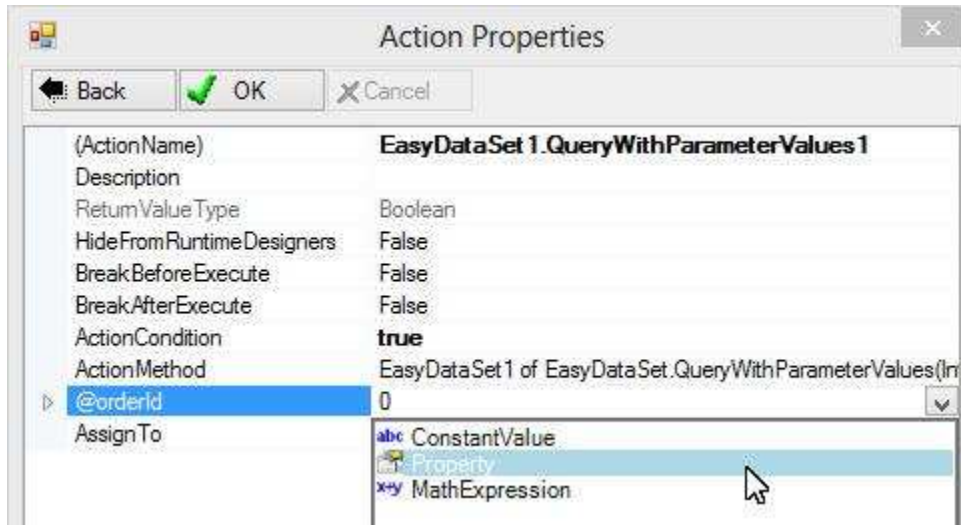 Action Properties
Back OK Cancel
(ActionName) EasyDataSet1.QueryWithParameterValues1
Description
ReturnValueType Boolean
HideFromRuntimeDesigners False
BreakBeforeExecute False
BreakAfterExecute False
ActionCondition true
ActionMethod EasyDataSet1 of EasyDataSet.QueryWithParameterValues(In
@orderId 0
AssignTo abc ConstantValue
Property
x+y MathExpression